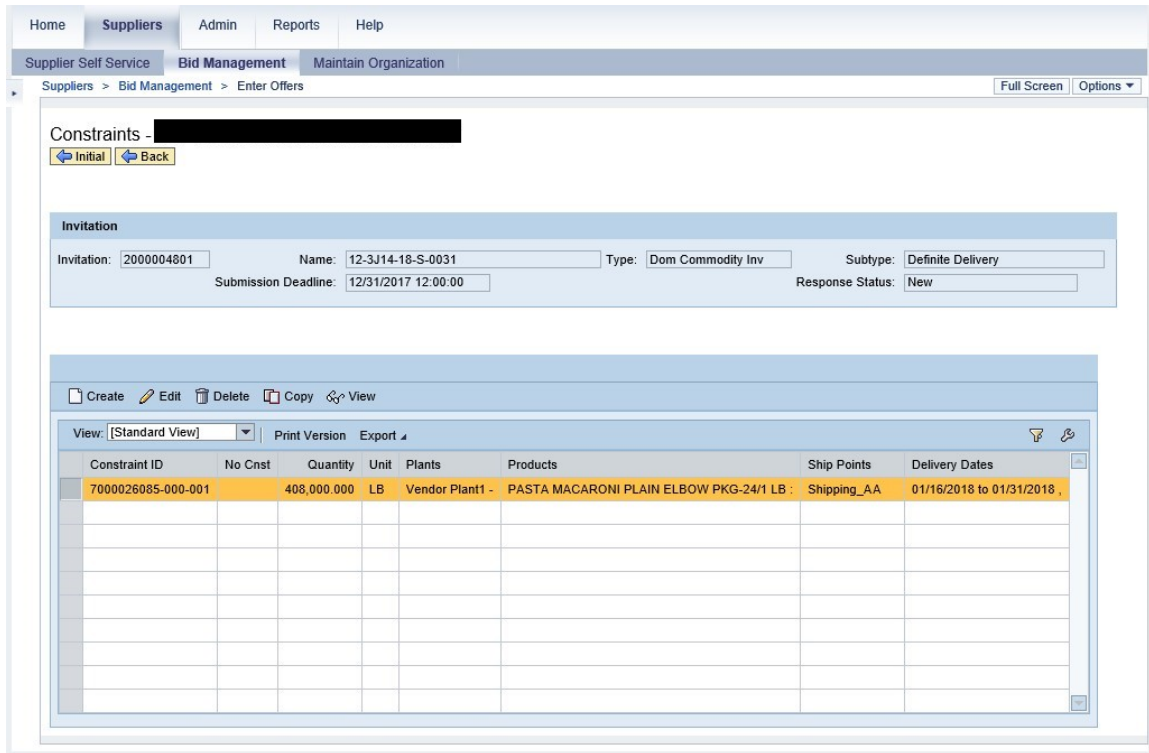 Home Suppliers Admin Reports Help
Supplier Self Service Bid Management Maintain Organization
Suppliers > Bid Management > Enter Offers Full Screen Options
Constraints -
Initial Back
Invitation
Invitation: 2000004801 Name: 12-3J14-18-S-0031 Type: Dom Commodity Inv Subtype: Definite Delivery
Submission Deadline: 12/31/2017 12:00:00 Response Status: New
Create Edit Delete Copy View
View: [Standard View] Print Version Export
Constraint ID No Cnst Quantity Unit Plants Products Ship Points Delivery Dates
7000026085-000-001 408,000.000 LB Vendor Plant1 - PASTA MACARONI PLAIN ELBOW PKG-24/1 LB : Shipping_AA 01/16/2018 to 01/31/2018 ,